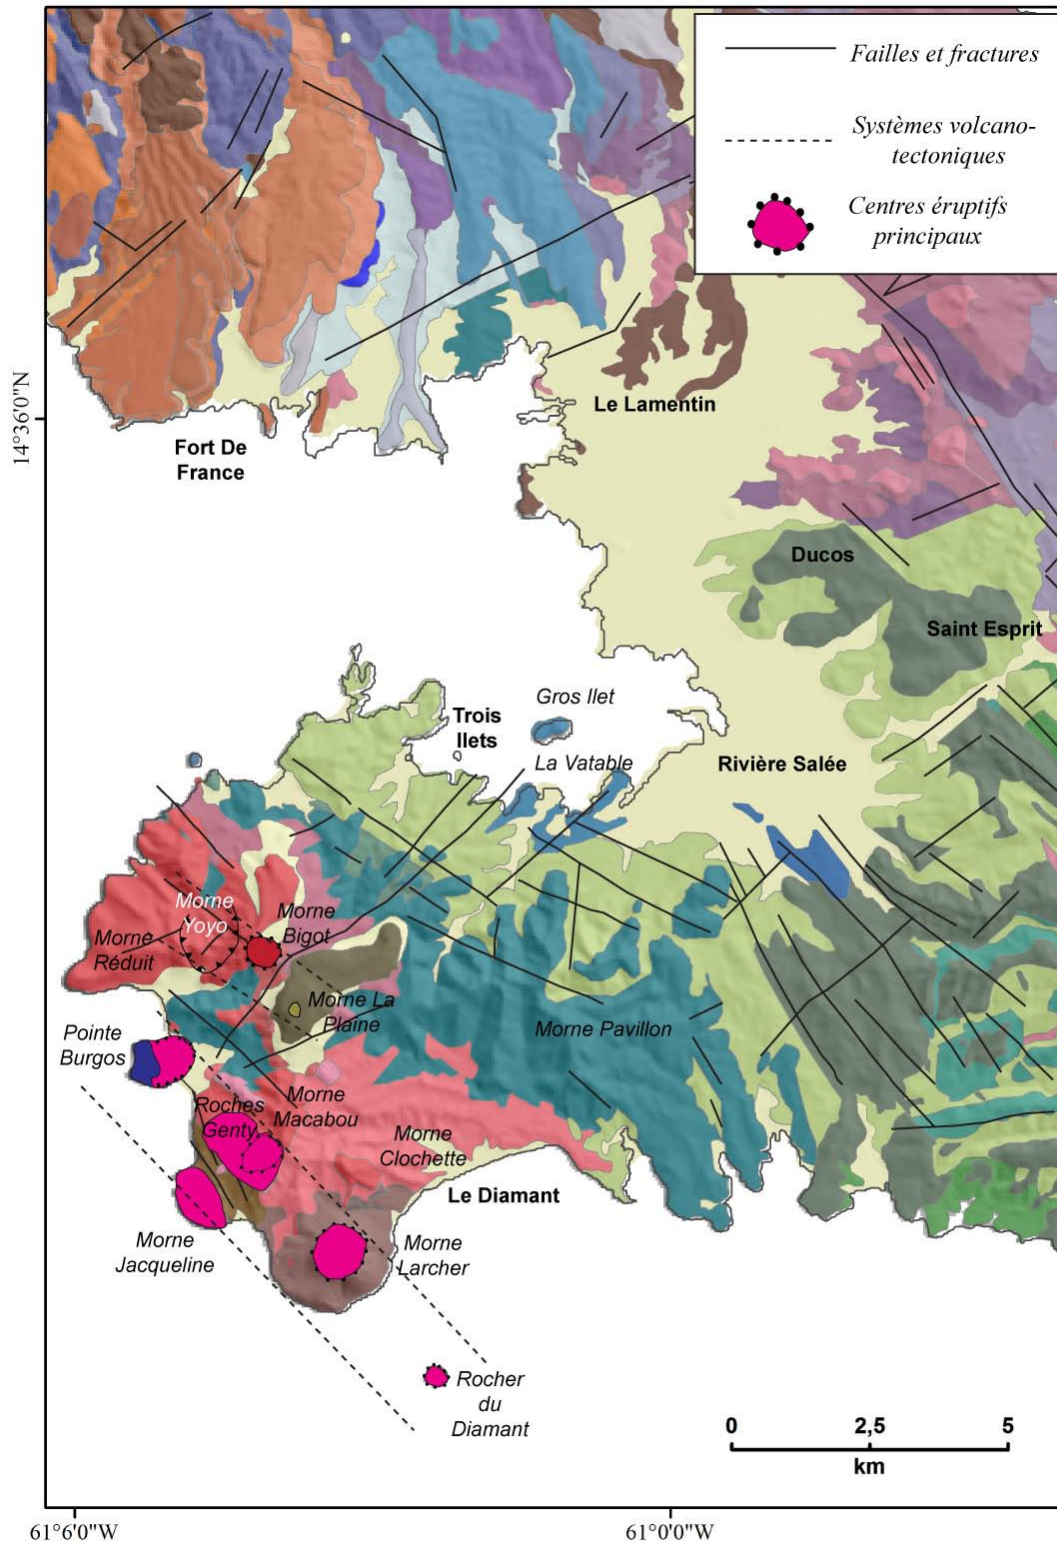 Failles et fractures
Systèmes volcano-
tectoniques
Centres éruptifs
principaux
14°36'0"N
Le Lamentin
Fort De
France
Ducos
Saint Esprit
Gros Ilet
Trois
Ilets
La Vatable
Rivière Salée
Morne
Yoyo
Morne
Bigot
Morne
Réduit
Morne La
Plaine
Pointe
Burgos
Morne Pavillon
Morne
Macabou
Roches
Genty
Morne
Clochette
Le Diamant
Morne
Jacqueline
Morne
Larcher
Rocher
du
Diamant
0 2,5 5
km
61°6'0"W 61°0'0"W